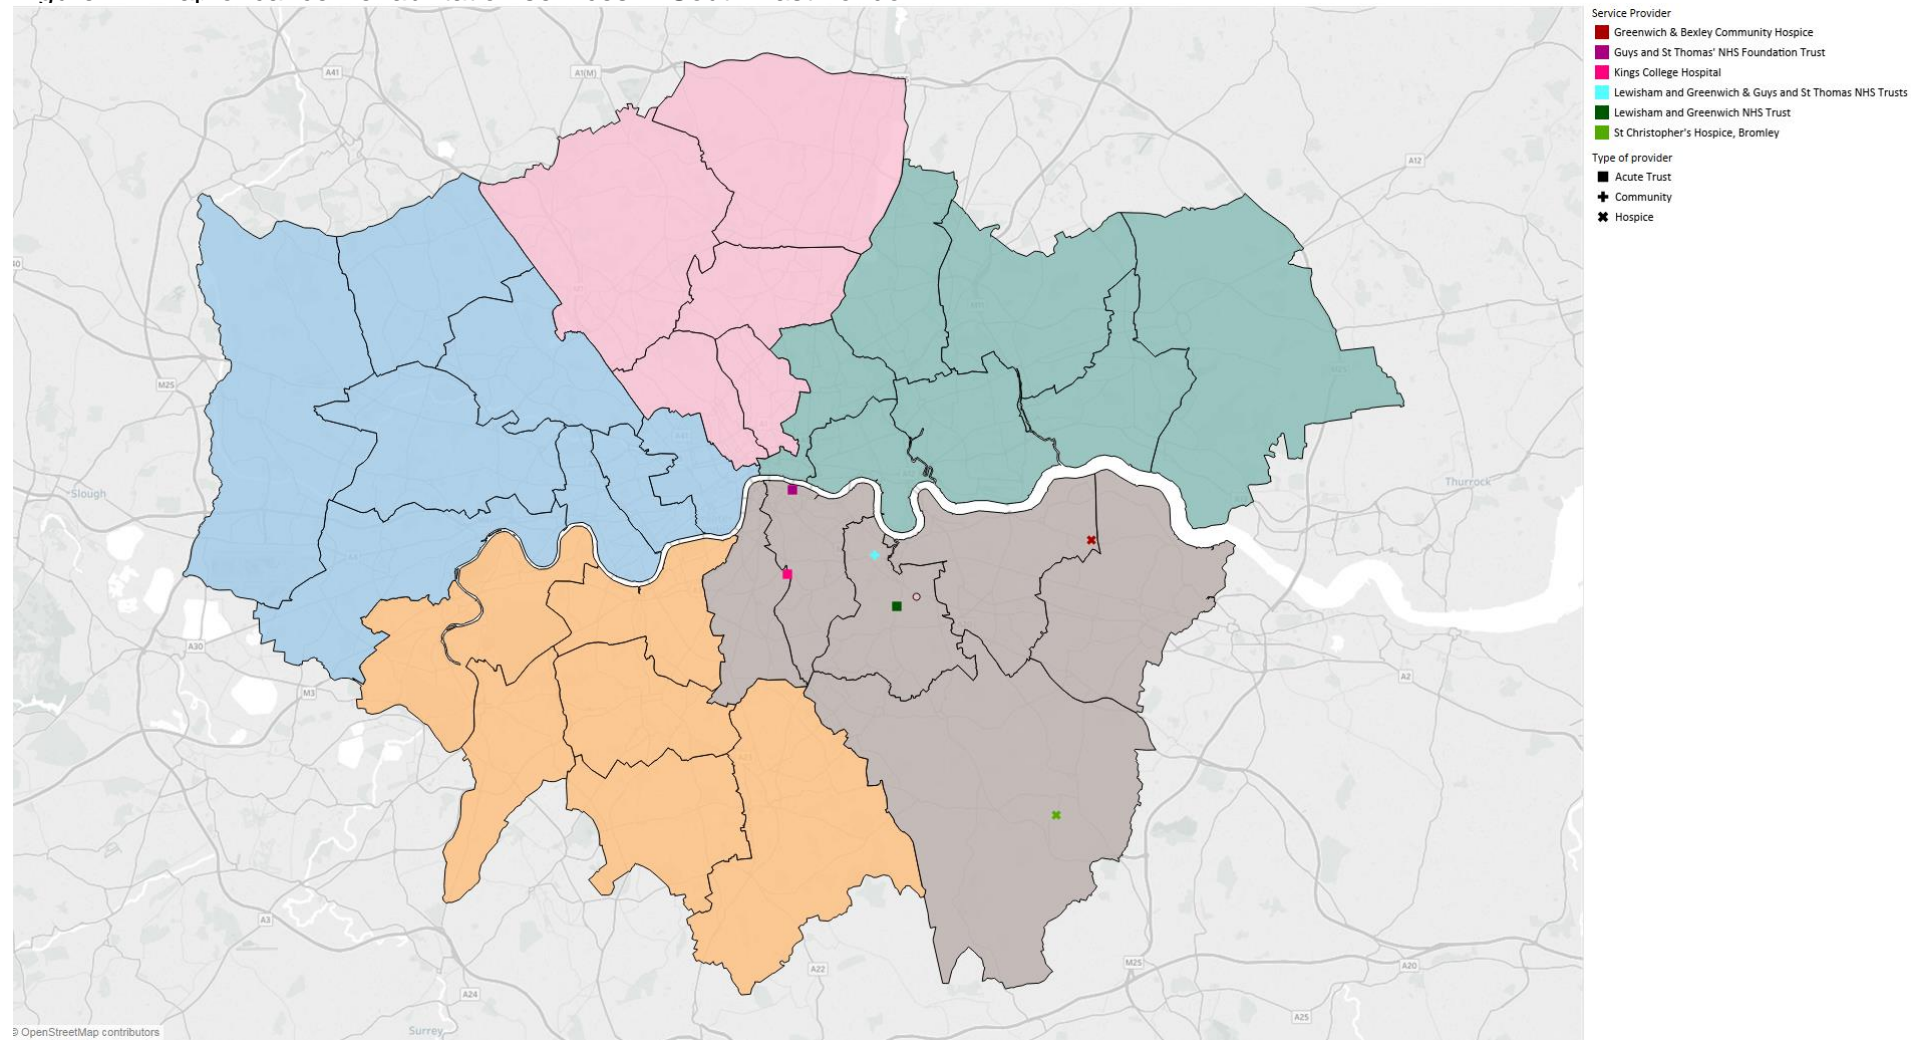 Service Provider
Greenwich & Bexley Community Hospice
Guys and St Thomas' NHS Foundation Trust
Kings College Hospital
Lewisham and Greenwich & Guys and St Thomas NHS Trusts
Lewisham and Greenwich NHS Trust
St Christopher's Hospice, Bromley
Type of provider
Acute Trust
Community
Hospice
A41
A1(M)
A12
M25
Slough
Thurrock
A30
M3
A2
A3
A22
M25
A20
A24
A25
Surrey
© OpenStreetMap contributors